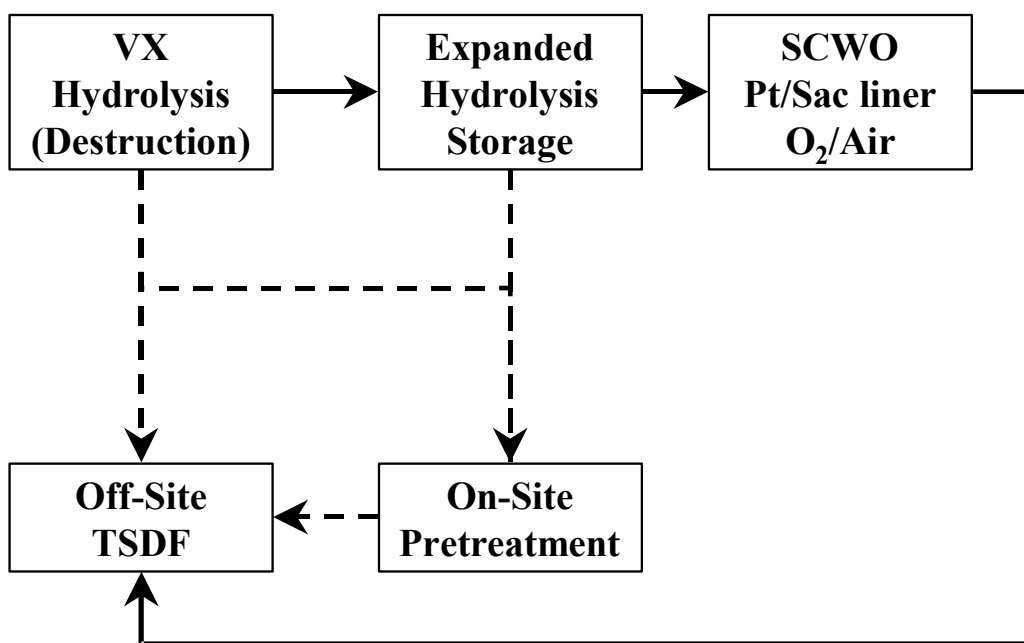 VX
Hydrolysis
(Destruction)
Expanded
Hydrolysis
Storage
SCWO
Pt/Sac liner
O₂/Air
Off-Site
TSDF
On-Site
Pretreatment